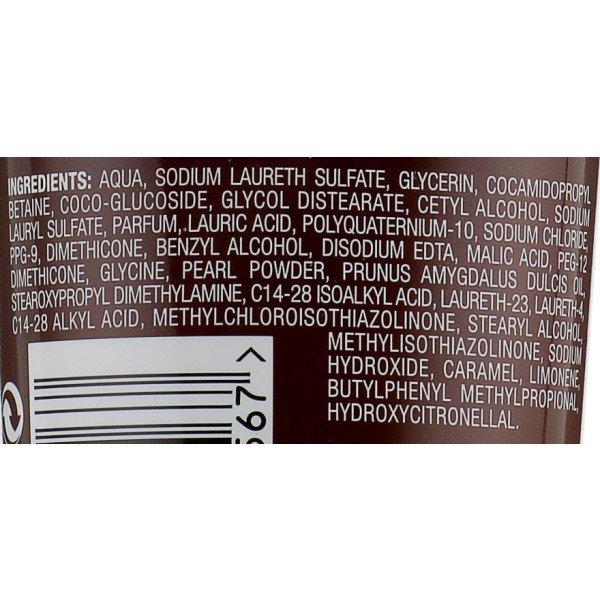 INGREDIENTS: AQUA, SODIUM LAURETH SULFATE, GLYCERIN, COCAMIDOPROPYL
BETAINE, COCO-GLUCOSIDE, GLYCOL DISTEARATE, CETYL ALCOHOL, SODIUM
LAURYL SULFATE, PARFUM, LAURIC ACID, POLYQUATERNIUM-10, SODIUM CHLORIDE,
PPG-9, DIMETHICONE, BENZYL ALCOHOL, DISODIUM EDTA, MALIC ACID, PEG-12
DIMETHICONE, GLYCINE, PEARL POWDER, PRUNUS AMYGDALUS DULCIS OIL,
STEAROXYPROPYL DIMETHYLAMINE, C14-28 ISOALKYL ACID, LAURETH-23, LAURETH-4,
C14-28 ALKYL ACID, METHYLCHLOROISOTHIAZOLINONE, STEARYL ALCOHOL,
METHYLISOTHIAZOLINONE, SODIUM
HYDROXIDE, CARAMEL, LIMONENE,
BUTYLPHENYL METHYLPROPIONAL,
HYDROXYCITRONELLAL.
567 >